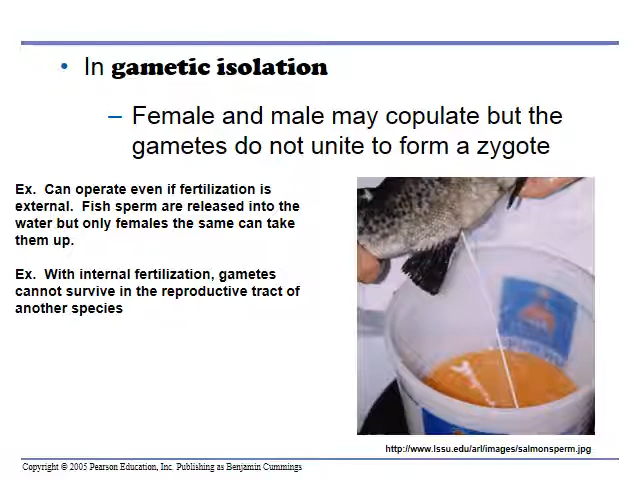 • In gametic isolation
– Female and male may copulate but the
gametes do not unite to form a zygote
Ex. Can operate even if fertilization is
external. Fish sperm are released into the
water but only females the same can take
them up.
Ex. With internal fertilization, gametes
cannot survive in the reproductive tract of
another species
http://www.lssu.edu/arl/images/salmonsperm.jpg
Copyright © 2005 Pearson Education, Inc. Publishing as Benjamin Cummings